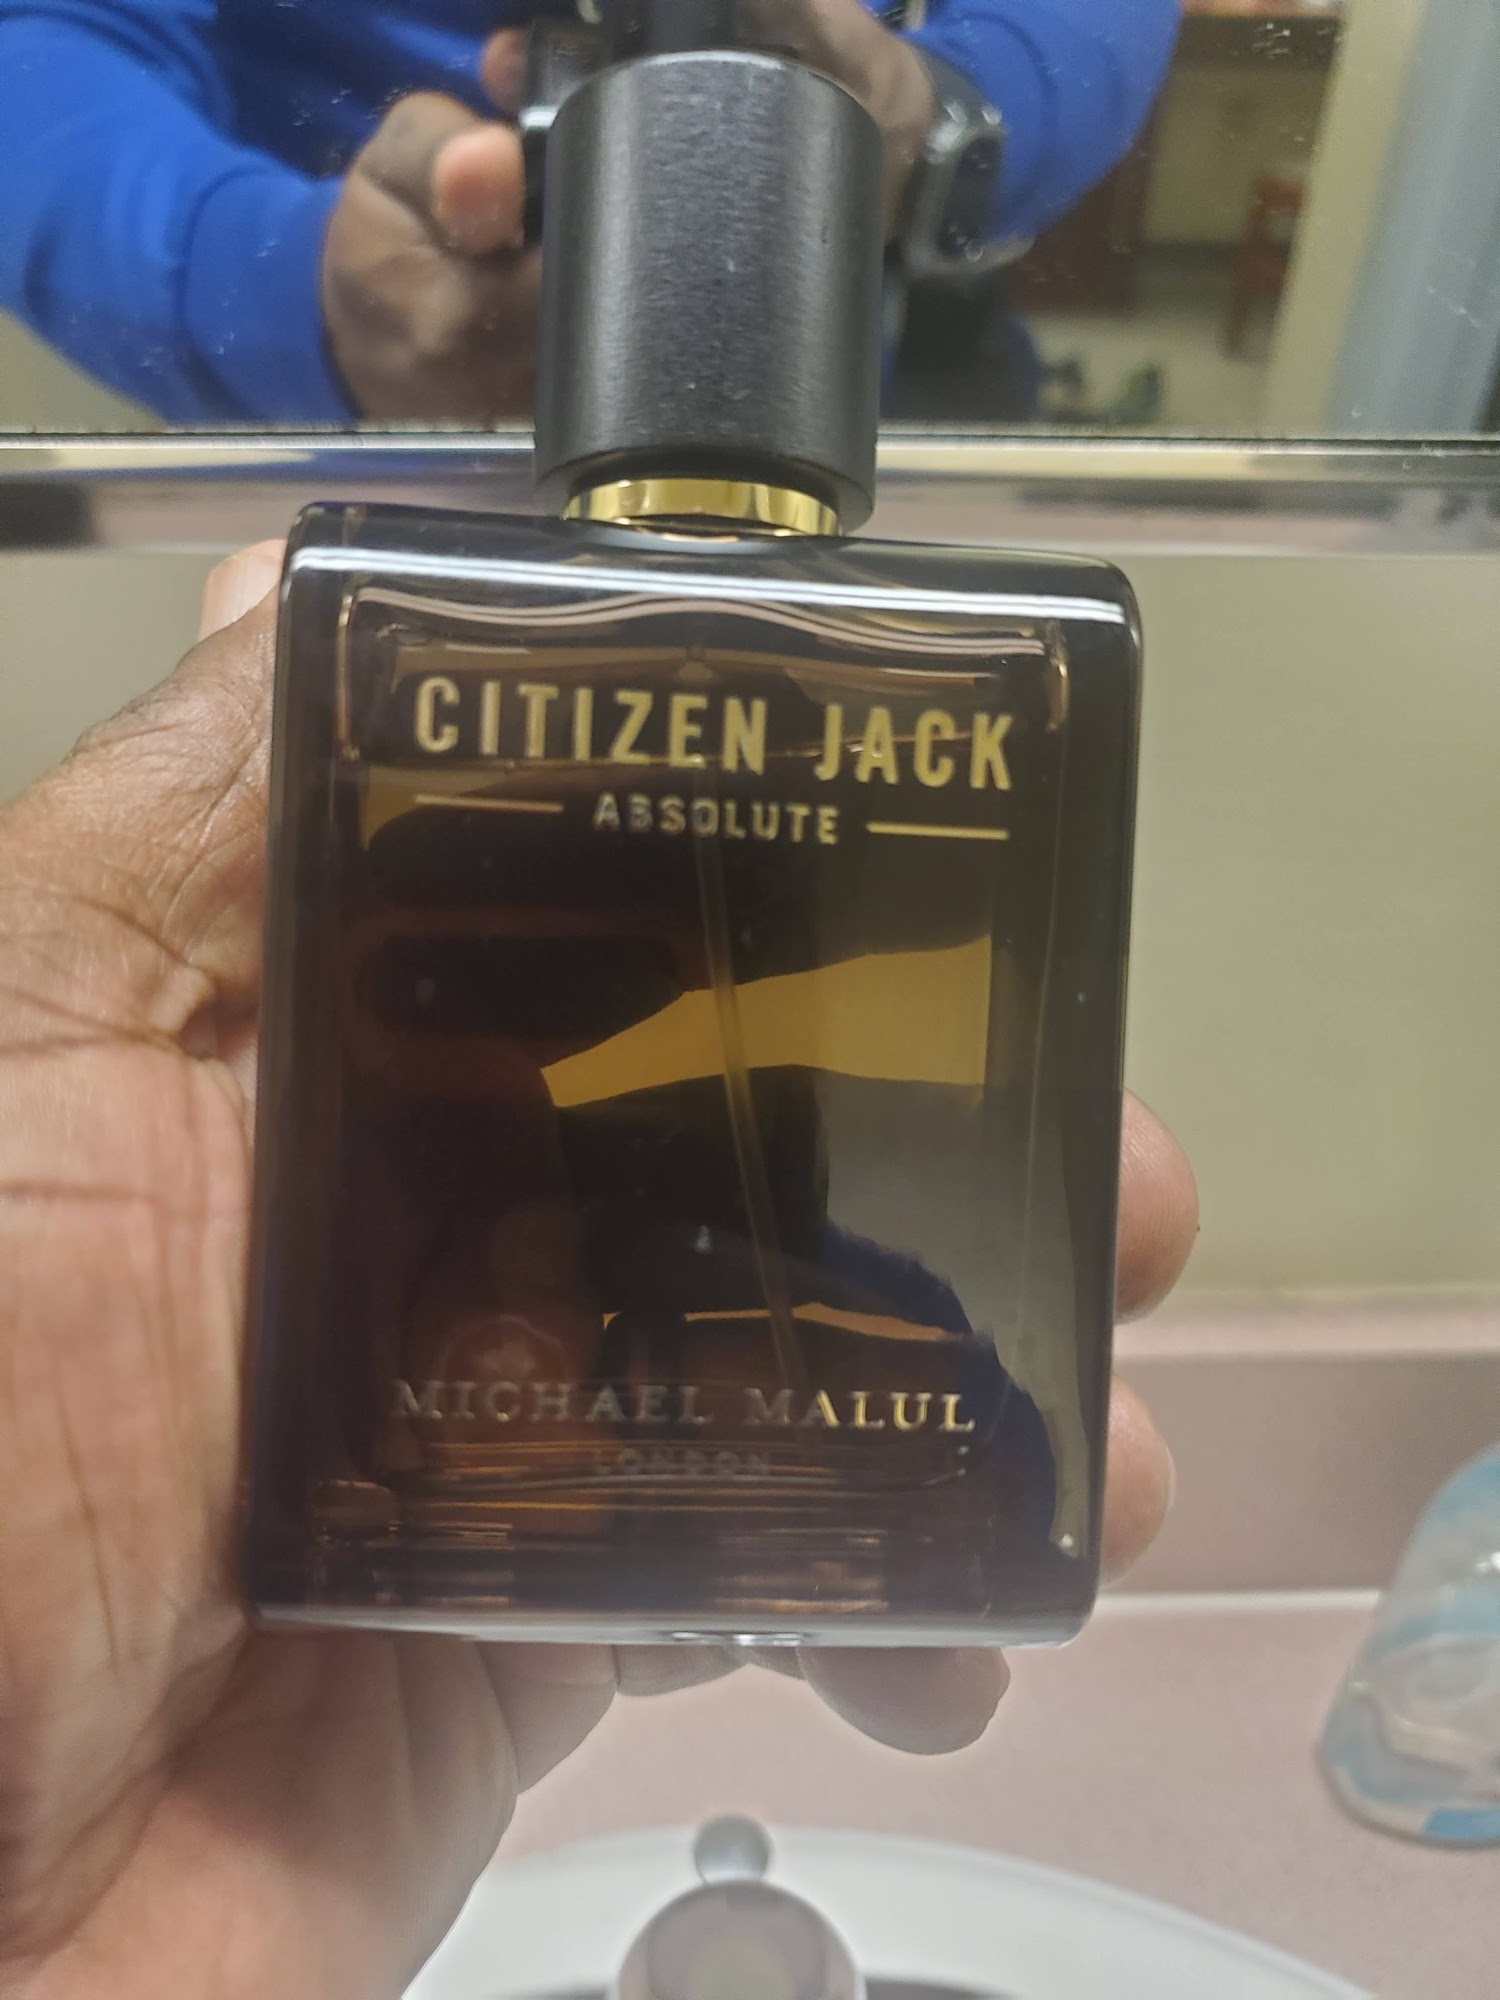 CITIZEN JACK
ABSOLUTE
MICHAEL MALUL
LONDON